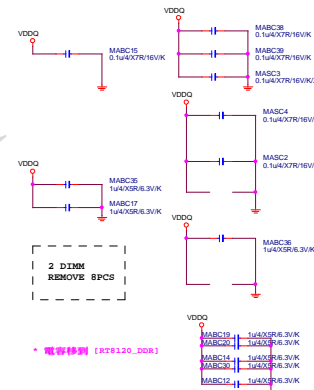 VDDQ
MABC15
0.1u/4/X7R/16V/K
VDDQ
MABC38
0.1u/4/X7R/16V/K
MABC39
0.1u/4/X7R/16V/K
MASC3
0.1u/4/X7R/16V/K/
VDDQ
MASC4
0.1u/4/X7R/16V/
MASC2
0.1u/4/X7R/16V/
VDDQ
MABC35
1u/4/X5R/6.3V/K
MABC17
1u/4/X5R/6.3V/K
VDDQ
MABC36
1u/4/X5R/6.3V/K
2 DIMM
REMOVE 8PCS
* 電容移到 [RT8120_DDR]
VDDQ
MABC19 1u/4/X5R/6.3V/K
MABC20 1u/4/X5R/6.3V/K
MABC14 1u/4/X5R/6.3V/K
MABC30 1u/4/X5R/6.3V/K
MABC12 1u/4/X5R/6.3V/K